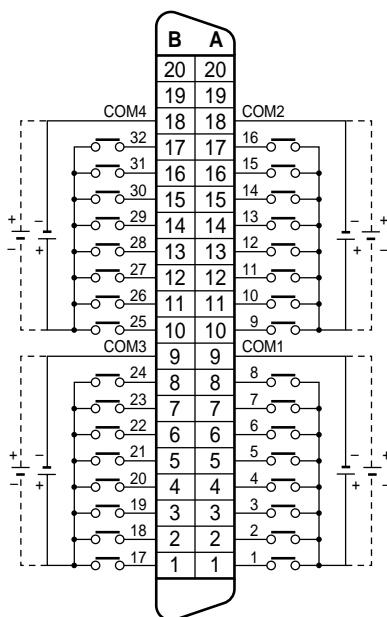 B A
20 20
19 19
COM4 18 18 COM2
32 17 17 16
31 16 16 15
30 15 15 14
29 14 14 13
+ − − + 28 13 13 12 − + + −
27 12 12 11
26 11 11 10
25 10 10 9
COM3 9 9 COM1
24 8 8 8
23 7 7 7
22 6 6 6
21 5 5 5
+ − − + 20 4 4 4 − + + −
19 3 3 3
18 2 2 2
17 1 1 1